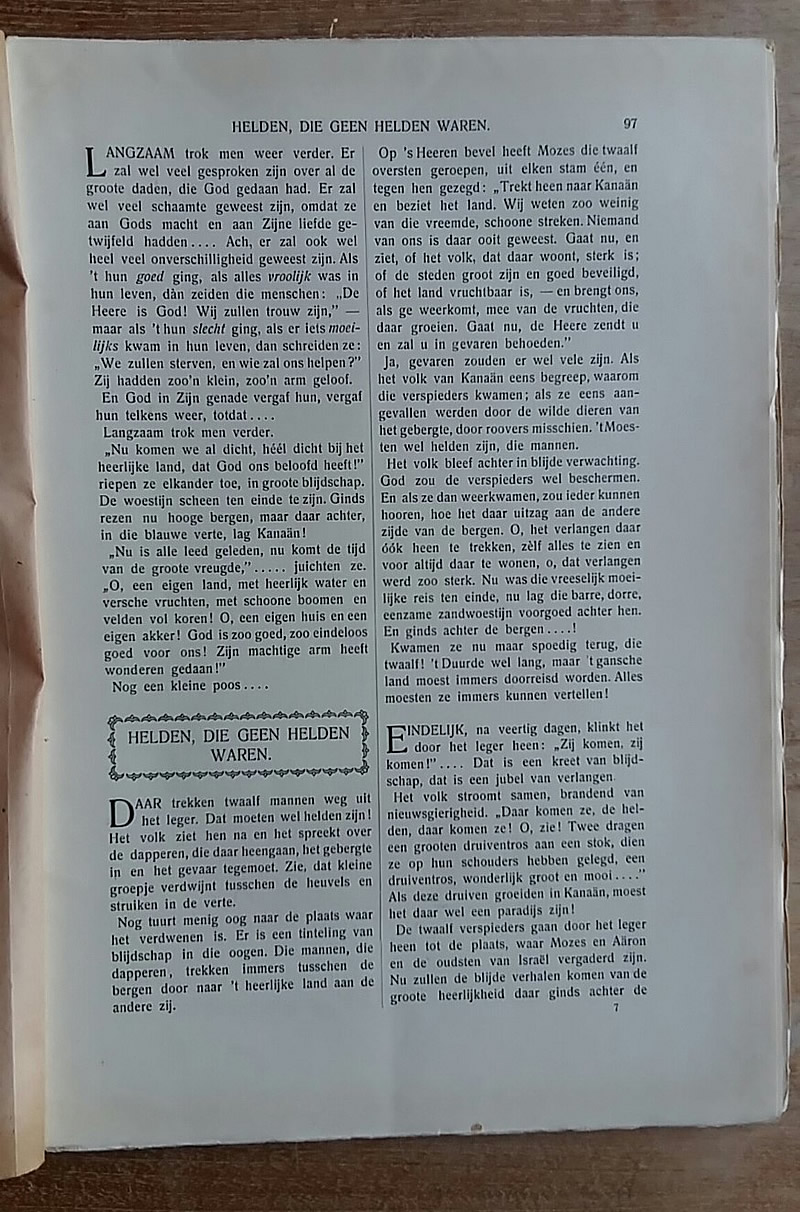 HELDEN, DIE GEEN HELDEN WAREN.
97
LANGZAAM trok men weer verder. Er
zal wel veel gesproken zijn over al de
groote daden, die God gedaan had. Er zal
wel veel schaamte geweest zijn, omdat ze
aan Gods macht en aan Zijne liefde ge-
twijfeld hadden.... Ach, er zal ook wel
heel veel onverschilligheid geweest zijn. Als
't hun goed ging, als alles vroolijk was in
hun leven, dàn zeiden die menschen: „De
Heere is God! Wij zullen trouw zijn,” —
maar als 't hun slecht ging, als er iets moei-
lijks kwam in hun leven, dan schreiden ze:
„We zullen sterven, en wie zal ons helpen?”
Zij hadden zoo'n klein, zoo'n arm geloof.
En God in Zijn genade vergaf hun, vergaf
hun telkens weer, totdat....
Langzaam trok men verder.
„Nu komen we al dicht, héél dicht bij het
heerlijke land, dat God ons beloofd heeft!”
riepen ze elkander toe, in groote blijdschap.
De woestijn scheen ten einde te zijn. Ginds
rezen nu hooge bergen, maar daar achter,
in die blauwe verte, lag Kanaän!
„Nu is alle leed geleden, nu komt de tijd
van de groote vreugde,”..... juichten ze.
„O, een eigen land, met heerlijk water en
versche vruchten, met schoone boomen en
velden vol koren! O, een eigen huis en een
eigen akker! God is zoo goed, zoo eindeloos
goed voor ons! Zijn machtige arm heeft
wonderen gedaan!”
Nog een kleine poos....
HELDEN, DIE GEEN HELDEN
WAREN.
DAAR trekken twaalf mannen weg uit
het leger. Dat moeten wel helden zijn!
Het volk ziet hen na en het spreekt over
de dapperen, die daar heengaan, het gebergte
in en het gevaar tegemoet. Zie, dat kleine
groepje verdwijnt tusschen de heuvels en
struiken in de verte.
Nog tuurt menig oog naar de plaats waar
het verdwenen is. Er is een tinteling van
blijdschap in die oogen. Die mannen, die
dapperen, trekken immers tusschen de
bergen door naar 't heerlijke land aan de
andere zij.
Op 's Heeren bevel heeft Mozes die twaalf
oversten geroepen, uit elken stam één, en
tegen hen gezegd: „Trekt heen naar Kanaän
en beziet het land. Wij weten zoo weinig
van die vreemde, schoone streken. Niemand
van ons is daar ooit geweest. Gaat nu, en
ziet, of het volk, dat daar woont, sterk is;
of de steden groot zijn en goed beveiligd,
of het land vruchtbaar is, — en brengt ons,
als ge weerkomt, mee van de vruchten, die
daar groeien. Gaat nu, de Heere zendt u
en zal u in gevaren behoeden.”
Ja, gevaren zouden er wel vele zijn. Als
het volk van Kanaän eens begreep, waarom
die verspieders kwamen; als ze eens aan-
gevallen werden door de wilde dieren van
het gebergte, door roovers misschien. 't Moes-
ten wel helden zijn, die mannen.
Het volk bleef achter in blijde verwachting.
God zou de verspieders wel beschermen.
En als ze dan weerkwamen, zou ieder kunnen
hooren, hoe het daar uitzag aan de andere
zijde van de bergen. O, het verlangen daar
óók heen te trekken, zèlf alles te zien en
voor altijd daar te wonen, o, dat verlangen
werd zoo sterk. Nu was die vreeselijk moei-
lijke reis ten einde, nu lag die barre, dorre,
eenzame zandwoestijn voorgoed achter hen.
En ginds achter de bergen....!
Kwamen ze nu maar spoedig terug, die
twaalf! 't Duurde wel lang, maar 't gansche
land moest immers doorreisd worden. Alles
moesten ze immers kunnen vertellen!
EINDELIJK, na veertig dagen, klinkt het
door het leger heen: „Zij komen, zij
komen!”.... Dat is een kreet van blijd-
schap, dat is een jubel van verlangen
Het volk stroomt samen, brandend van
nieuwsgierigheid. „Daar komen ze, de hel-
den, daar komen ze! O, zie! Twee dragen
een grooten druiventros aan een stok, dien
ze op hun schouders hebben gelegd, een
druiventros, wonderlijk groot en mooi....”
Als deze druiven groeiden in Kanaän, moest
het daar wel een paradijs zijn!
De twaalf verspieders gaan door het leger
heen tot de plaats, waar Mozes en Aäron
en de oudsten van Israël vergaderd zijn.
Nu zullen de blijde verhalen komen van de
groote heerlijkheid daar ginds achter de
7